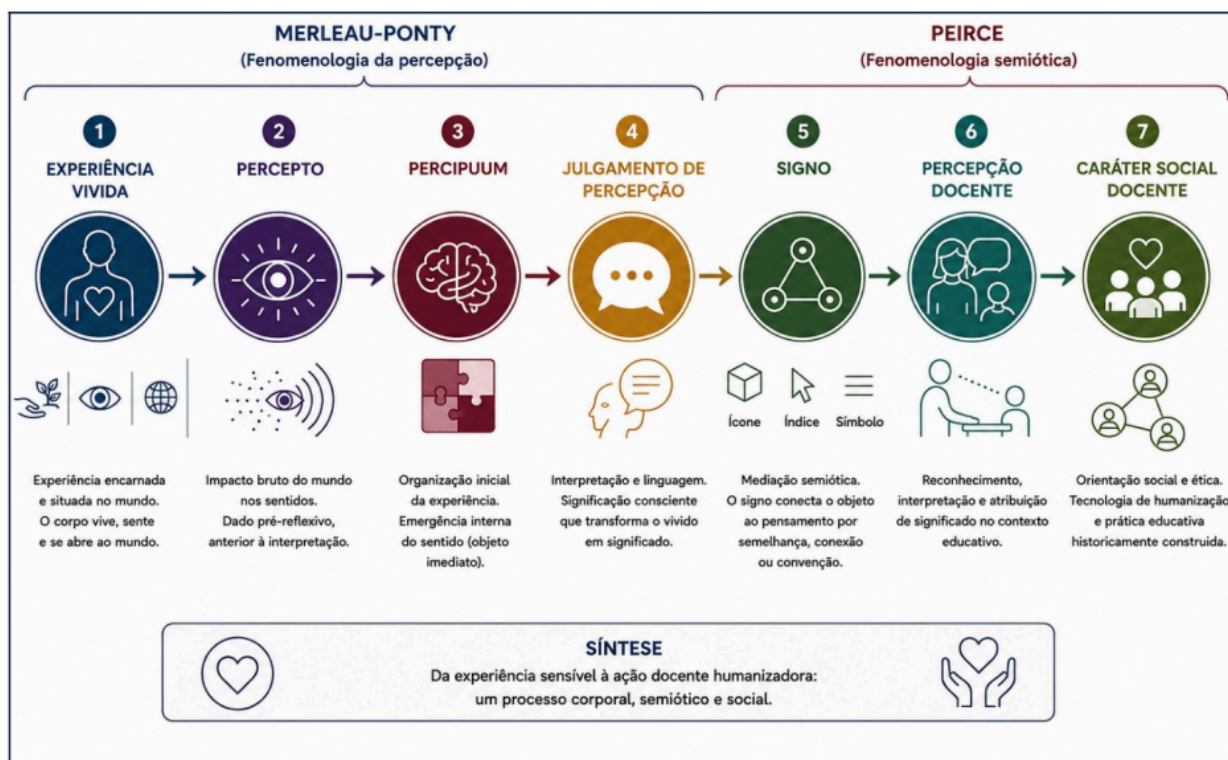 MERLEAU-PONTY
(Fenomenologia da percepção)
PEIRCE
(Fenomenologia semiótica)
1
EXPERIÊNCIA
VIVIDA
2
PERCEPTO
3
PERCIPUUM
4
JULGAMENTO DE
PERCEPÇÃO
5
SIGNO
6
PERCEPÇÃO
DOCENTE
7
CARÁTER SOCIAL
DOCENTE
Ícone
Índice
Símbolo
Experiência encarnada
e situada no mundo.
O corpo vive, sente
e se abre ao mundo.
Impacto bruto do mundo
nos sentidos.
Dado pré-reflexivo,
anterior à interpretação.
Organização inicial
da experiência.
Emergência interna
do sentido (objeto
imediato).
Interpretação e linguagem.
Significação consciente
que transforma o vivido
em significado.
Mediação semiótica.
O signo conecta o objeto
ao pensamento por
semelhança, conexão
ou convenção.
Reconhecimento,
interpretação e atribuição
de significado no contexto
educativo.
Orientação social e ética.
Tecnologia de humanização
e prática educativa
historicamente construida.
SÍNTESE
Da experiência sensível à ação docente humanizadora:
um processo corporal, semiótico e social.